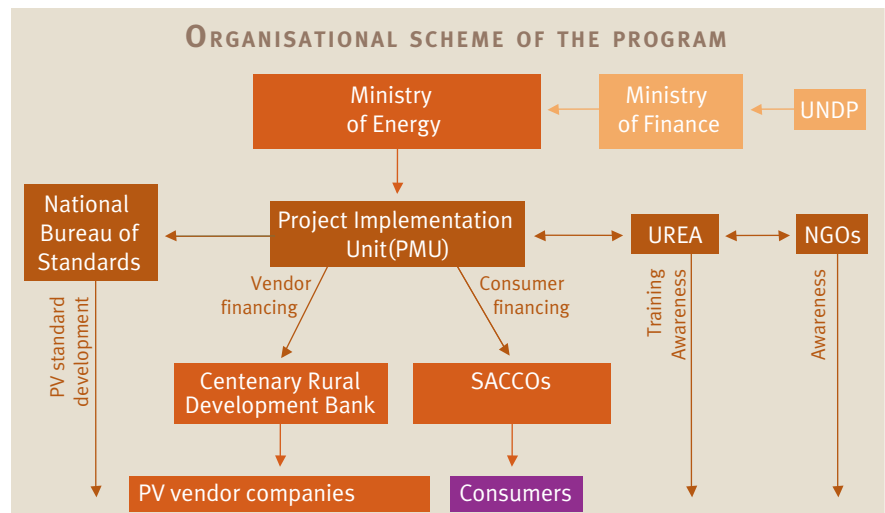 ORGANISATIONAL SCHEME OF THE PROGRAM
Ministry
of Energy
Ministry
of Finance
UNDP
National
Bureau of
Standards
Project Implementation
Unit(PMU)
UREA
NGOs
Vendor
financing
Consumer
financing
PV standard
development
Training
Awareness
Awareness
Centenary Rural
Development Bank
SACCOs
PV vendor companies
Consumers